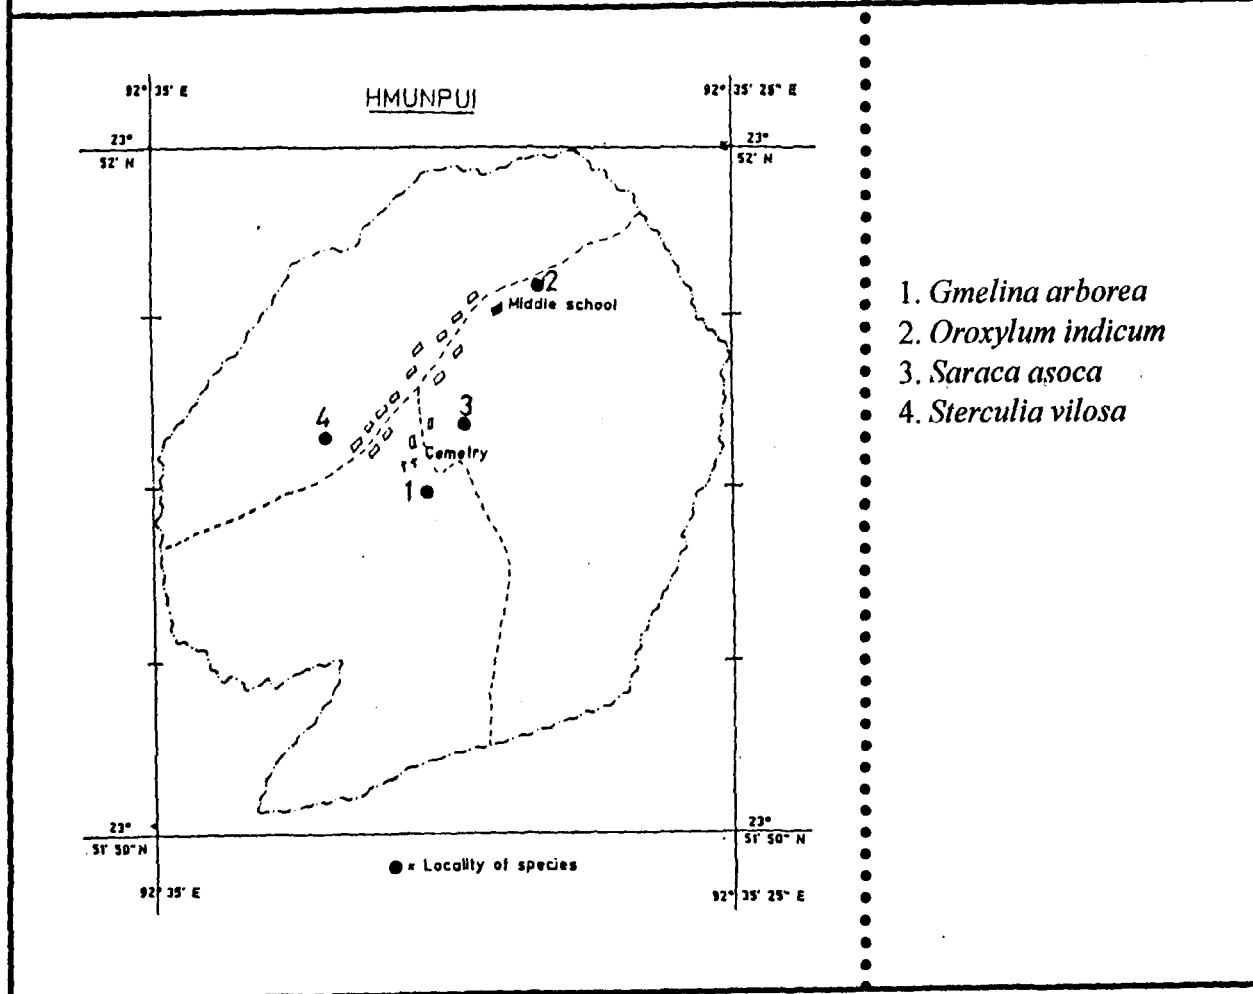 92° 35' E
HMUNPUI
92° 35' 25" E
23°
52' N
23°
52' N
2
Middle school
4
3
Cemetry
1
23°
51' 50" N
23°
51' 50" N
= Locality of species
92° 35' E
92° 35' 25" E
1. Gmelina arborea
2. Oroxylum indicum
3. Saraca asoca
4. Sterculia vilosa